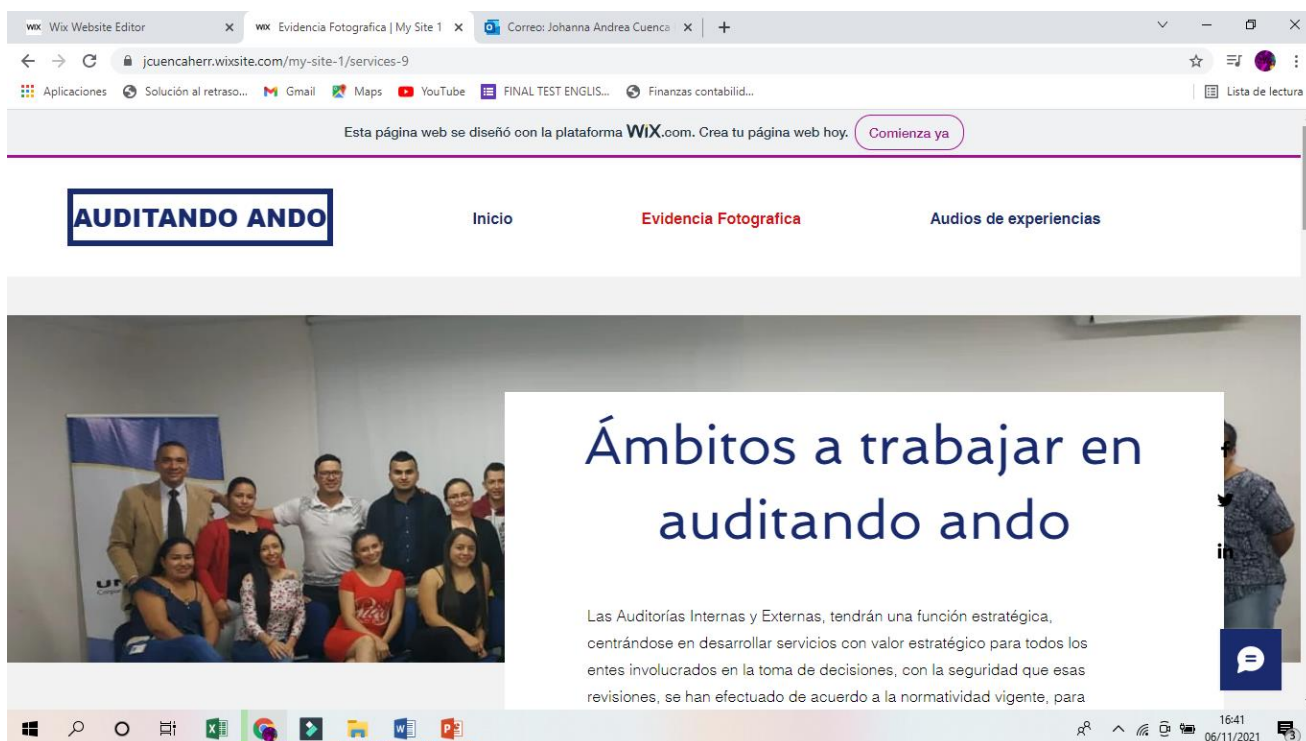 Wix Website Editor
Evidencia Fotografica | My Site 1
Correo: Johanna Andrea Cuenca
jcuencaherr.wixsite.com/my-site-1/services-9
Aplicaciones
Solución al retraso...
Gmail
Maps
YouTube
FINAL TEST ENGLIS...
Finanzas contabilid...
Lista de lectura
Esta página web se diseñó con la plataforma WiX.com. Crea tu página web hoy.
Comienza ya
AUDITANDO ANDO
Inicio
Evidencia Fotografica
Audios de experiencias
Ámbitos a trabajar en
auditando ando
Las Auditorías Internas y Externas, tendrán una función estratégica,
centrándose en desarrollar servicios con valor estratégico para todos los
entes involucrados en la toma de decisiones, con la seguridad que esas
revisiones, se han efectuado de acuerdo a la normatividad vigente, para
16:41
06/11/2021